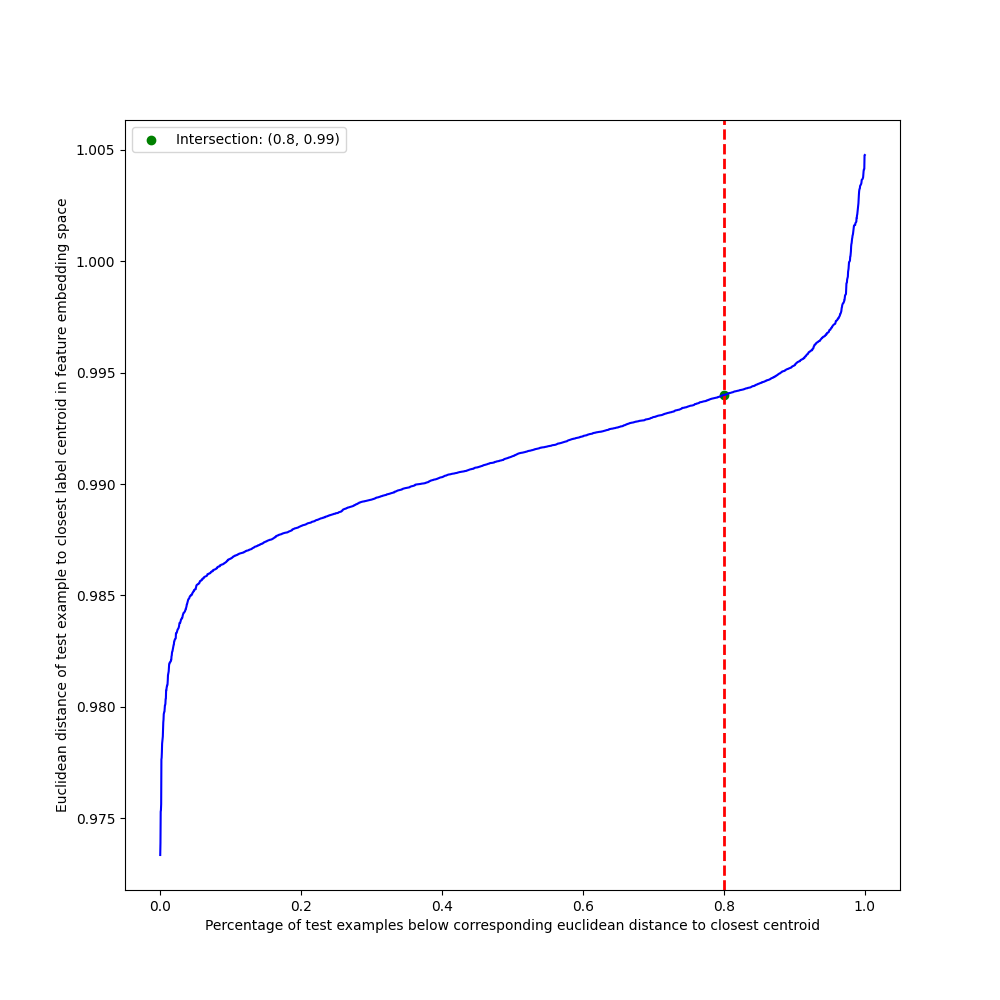 Intersection: (0.8, 0.99)
Euclidean distance of test example to closest label centroid in feature embedding space
1.005
1.000
0.995
0.990
0.985
0.980
0.975
0.0 0.2 0.4 0.6 0.8 1.0
Percentage of test examples below corresponding euclidean distance to closest centroid